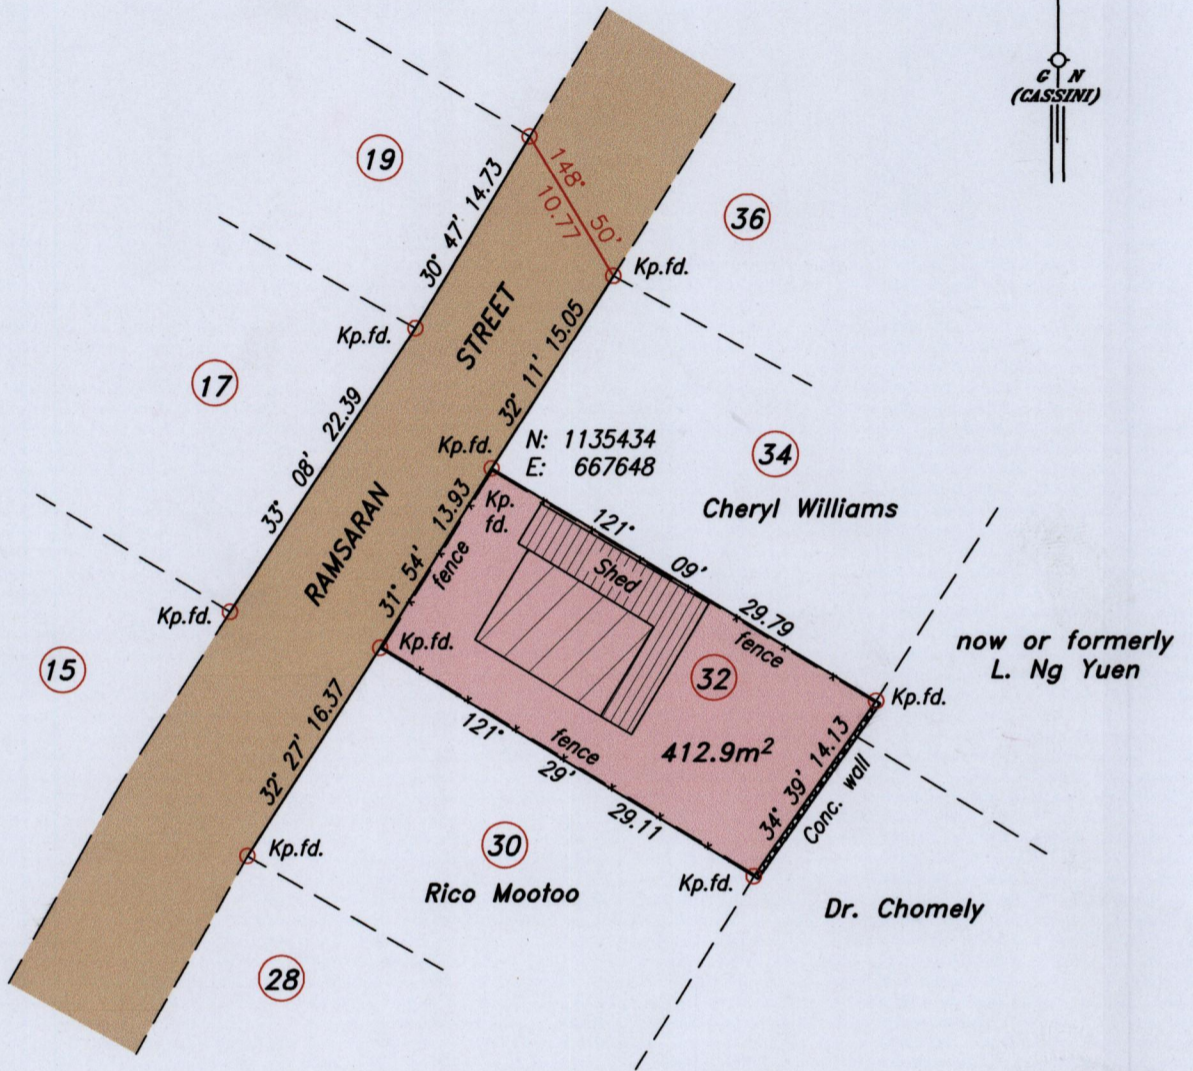 G N
(CASSINI)
19
30° 47' 14.73
148° 50'
10.77
36
Kp.fd.
Kp.fd.
17
STREET
32° 11' 15.05
33° 08' 22.39
Kp.fd.
N: 1135434
E: 667648
34
Cheryl Williams
Kp.
fd.
RAMSARAN
31° 54' 13.93
fence
121° 09' 29.79
Shed
fence
Kp.fd.
Kp.fd.
15
32
now or formerly
L. Ng Yuen
Kp.fd.
32° 27' 16.37
121° 29' 29.11
fence
412.9m²
34° 39' 14.13
Conc. wall
Kp.fd.
30
Rico Mootoo
Kp.fd.
Dr. Chomely
28